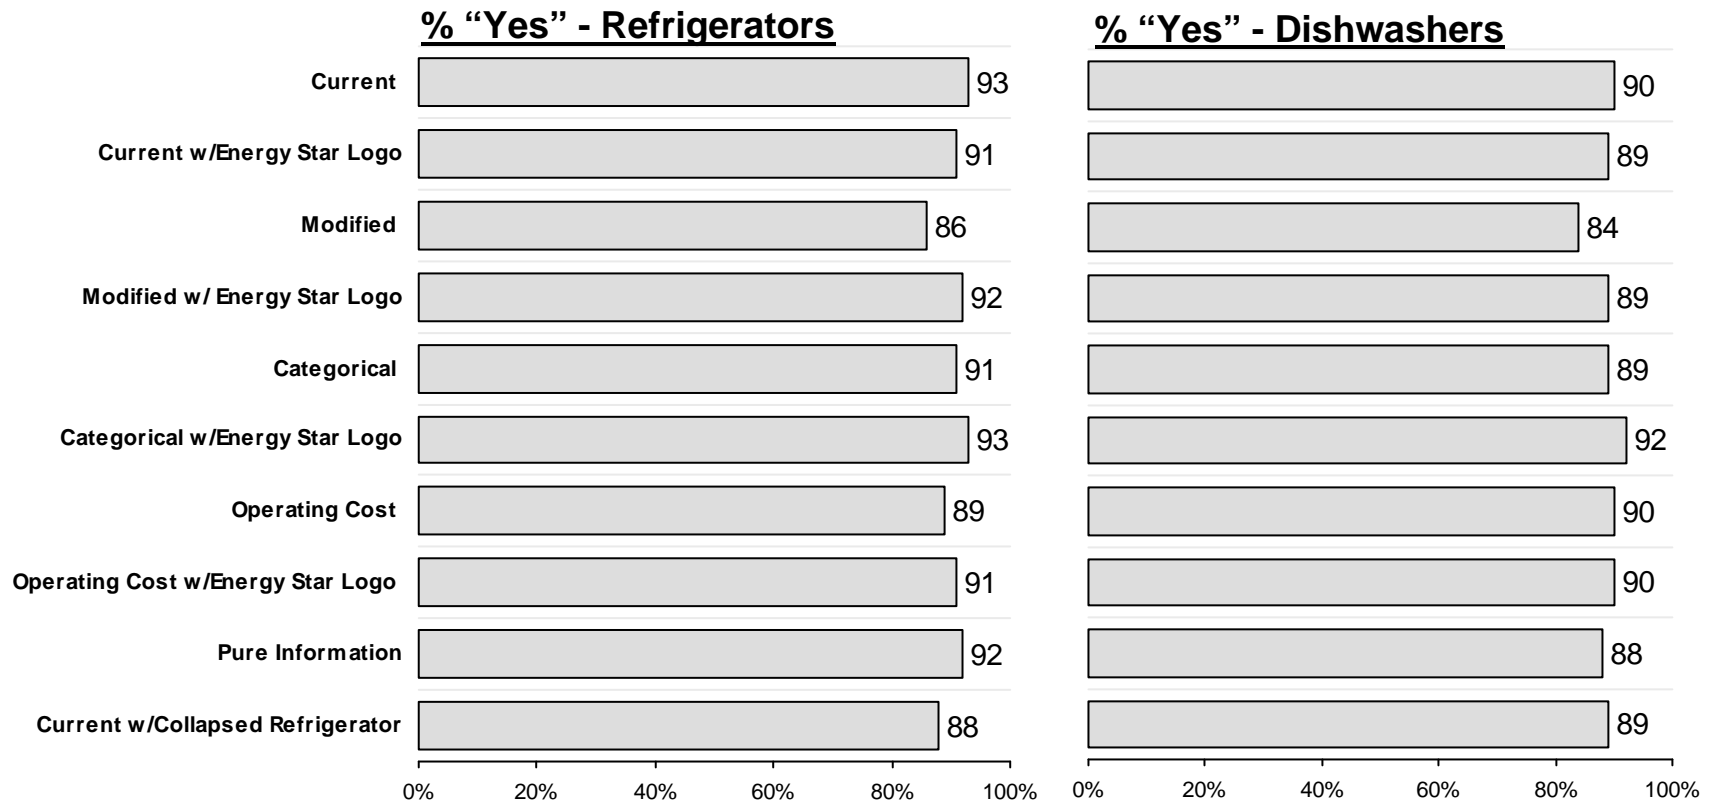 % “Yes” - Refrigerators
% “Yes” - Dishwashers
Current 93 90
Current w/Energy Star Logo 91 89
Modified 86 84
Modified w/ Energy Star Logo 92 89
Categorical 91 89
Categorical w/Energy Star Logo 93 92
Operating Cost 89 90
Operating Cost w/Energy Star Logo 91 90
Pure Information 92 88
Current w/Collapsed Refrigerator 88 89
0% 20% 40% 60% 80% 100%
0% 20% 40% 60% 80% 100%